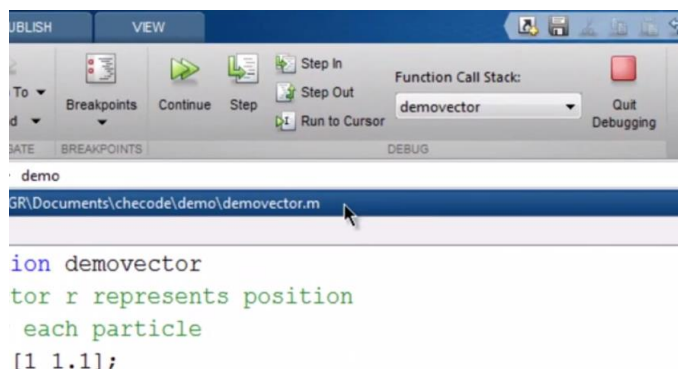 UBLISH VIEW
To
Breakpoints
Continue
Step
Step In
Step Out
Run to Cursor
Function Call Stack:
demovector
Quit
Debugging
GATE BREAKPOINTS DEBUG
demo
GR\Documents\checode\demo\demovector.m
ion demovector
tor r represents position
each particle
[1 1.1];